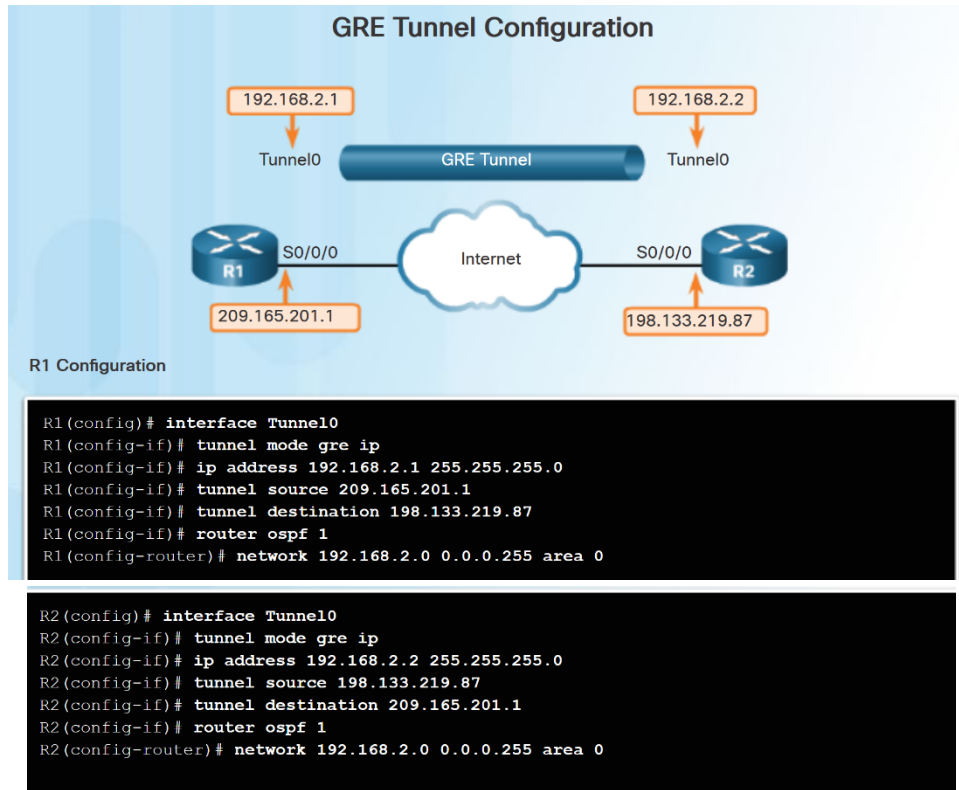 GRE Tunnel Configuration
192.168.2.1
192.168.2.2
Tunnel0
GRE Tunnel
Tunnel0
S0/0/0
Internet
S0/0/0
R1
R2
209.165.201.1
198.133.219.87
R1 Configuration
R1(config)# interface Tunnel0
R1(config-if)# tunnel mode gre ip
R1(config-if)# ip address 192.168.2.1 255.255.255.0
R1(config-if)# tunnel source 209.165.201.1
R1(config-if)# tunnel destination 198.133.219.87
R1(config-if)# router ospf 1
R1(config-router)# network 192.168.2.0 0.0.0.255 area 0
R2(config)# interface Tunnel0
R2(config-if)# tunnel mode gre ip
R2(config-if)# ip address 192.168.2.2 255.255.255.0
R2(config-if)# tunnel source 198.133.219.87
R2(config-if)# tunnel destination 209.165.201.1
R2(config-if)# router ospf 1
R2(config-router)# network 192.168.2.0 0.0.0.255 area 0